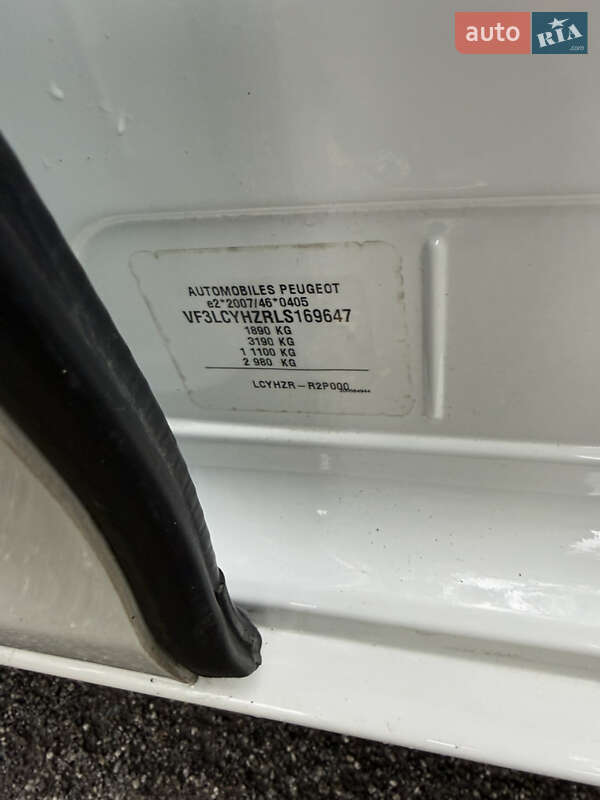 auto RIA
.com
AUTOMOBILES PEUGEOT
e2*2007/46*0405
VF3LCYHZRLS169647
1890 KG
3190 KG
1 1100 KG
2 980 KG
LCYHZR-R2P000